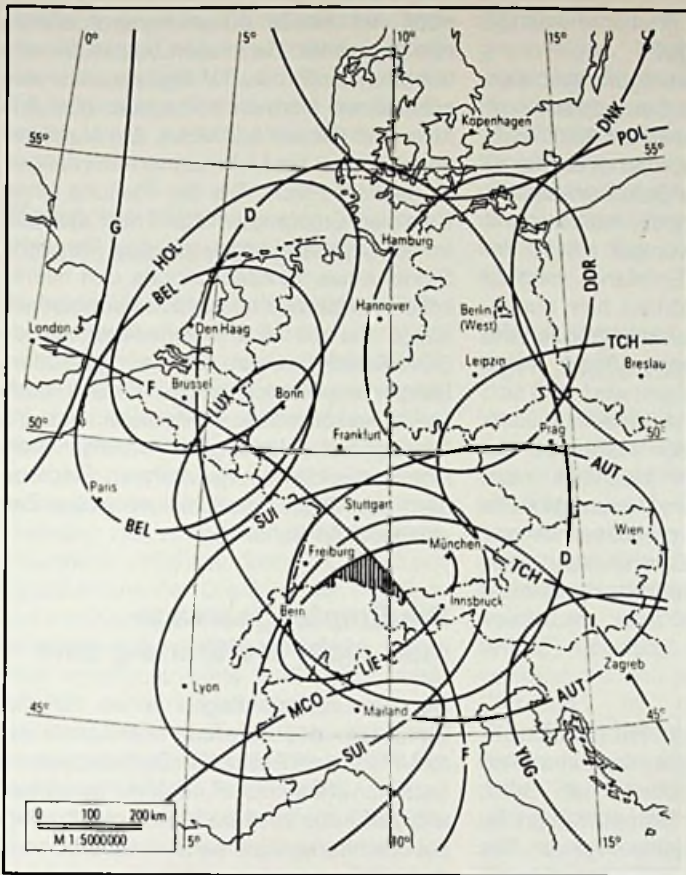 0°
5°
10°
15°
Kopenhagen
DNK
POL
55°
55°
G
D
HOL
BEL
Hamburg
NORD
London
Den Haag
Hannover
Berlin
(West)
TCH
Leipzig
Breslau
F
Brüssel
LUX
Bonn
50°
Frankfurt
Prag
50°
Paris
AUT
BEL
SUI
Stuttgart
Wien
Freiburg
München
TCH
D
Bern
Innsbruck
Lyon
LIE
Zagreb
MCO
Mailand
AUT
45°
45°
SUI
F
YUG
0 100 200 km
M 1:5000000
5°
10°
15°